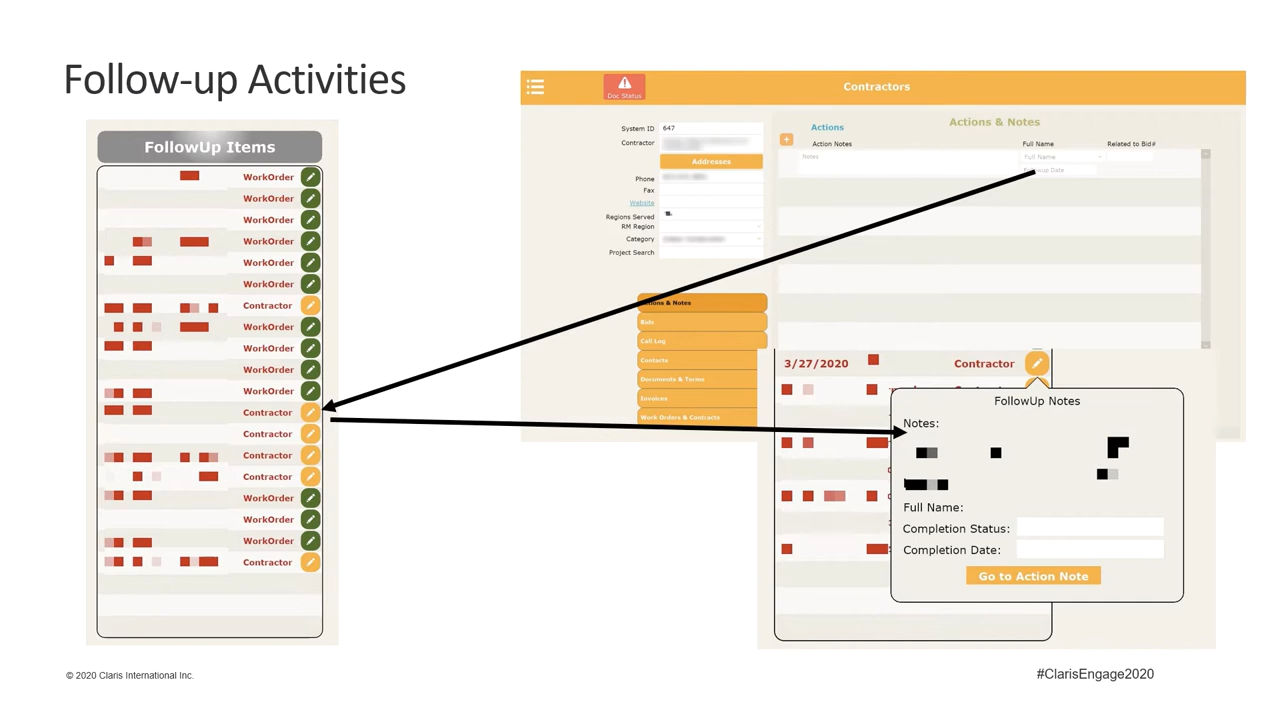 Follow-up Activities
FollowUp Items
WorkOrder
WorkOrder
WorkOrder
WorkOrder
WorkOrder
WorkOrder
Contractor
WorkOrder
WorkOrder
WorkOrder
WorkOrder
Contractor
Contractor
Contractor
Contractor
WorkOrder
WorkOrder
WorkOrder
Contractor
Doc Status
Contractors
System ID 647
Contractor
Addresses
Phone
Fax
Website
Regions Served
RM Region
Category
Project Search
Actions & Notes
Bids
Call Log
Contacts
Documents & Terms
Invoices
Work Orders & Contracts
Actions & Notes
+ Actions
Action Notes Full Name Related to Bid#
Notes Full Name
Date
3/27/2020 Contractor
FollowUp Notes
Notes:
Full Name:
Completion Status:
Completion Date:
Go to Action Note
© 2020 Claris International Inc.
#ClarisEngage2020